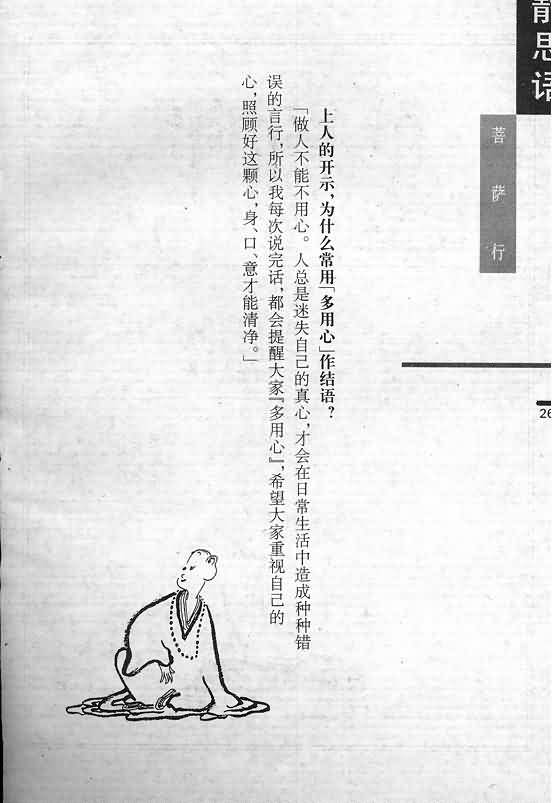 静思语
菩萨行
26
上人的开示，为什么常用「多用心」作结语？
「做人不能不用心。人总是迷失自己的真心，才会在日常生活中造成种种错
误的言行，所以我每次说完话，都会提醒大家『多用心』，希望大家重视自己的
心，照顾好这颗心，身、口、意才能清净。」